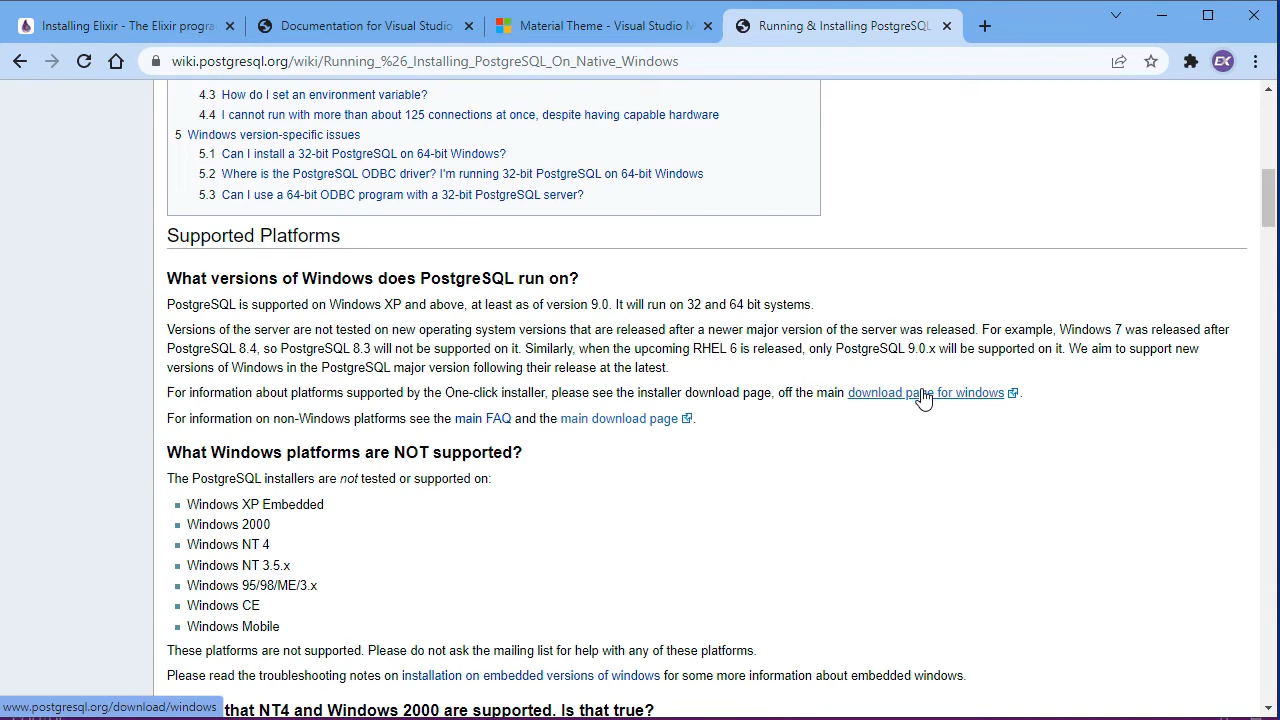 Installing Elixir - The Elixir progra
Documentation for Visual Studio
Material Theme - Visual Studio M
Running & Installing PostgreSQL
wiki.postgresql.org/wiki/Running_%26_Installing_PostgreSQL_On_Native_Windows
EX
4.3 How do I set an environment variable?
4.4 I cannot run with more than about 125 connections at once, despite having capable hardware
5 Windows version-specific issues
5.1 Can I install a 32-bit PostgreSQL on 64-bit Windows?
5.2 Where is the PostgreSQL ODBC driver? I'm running 32-bit PostgreSQL on 64-bit Windows
5.3 Can I use a 64-bit ODBC program with a 32-bit PostgreSQL server?
Supported Platforms
What versions of Windows does PostgreSQL run on?
PostgreSQL is supported on Windows XP and above, at least as of version 9.0. It will run on 32 and 64 bit systems.
Versions of the server are not tested on new operating system versions that are released after a newer major version of the server was released. For example, Windows 7 was released after
PostgreSQL 8.4, so PostgreSQL 8.3 will not be supported on it. Similarly, when the upcoming RHEL 6 is released, only PostgreSQL 9.0.x will be supported on it. We aim to support new
versions of Windows in the PostgreSQL major version following their release at the latest.
For information about platforms supported by the One-click installer, please see the installer download page, off the main download page for windows .
For information on non-Windows platforms see the main FAQ and the main download page .
What Windows platforms are NOT supported?
The PostgreSQL installers are not tested or supported on:
Windows XP Embedded
Windows 2000
Windows NT 4
Windows NT 3.5.x
Windows 95/98/ME/3.x
Windows CE
Windows Mobile
These platforms are not supported. Please do not ask the mailing list for help with any of these platforms.
Please read the troubleshooting notes on installation on embedded versions of windows for some more information about embedded windows.
www.postgresql.org/download/windows
that NT4 and Windows 2000 are supported. Is that true?